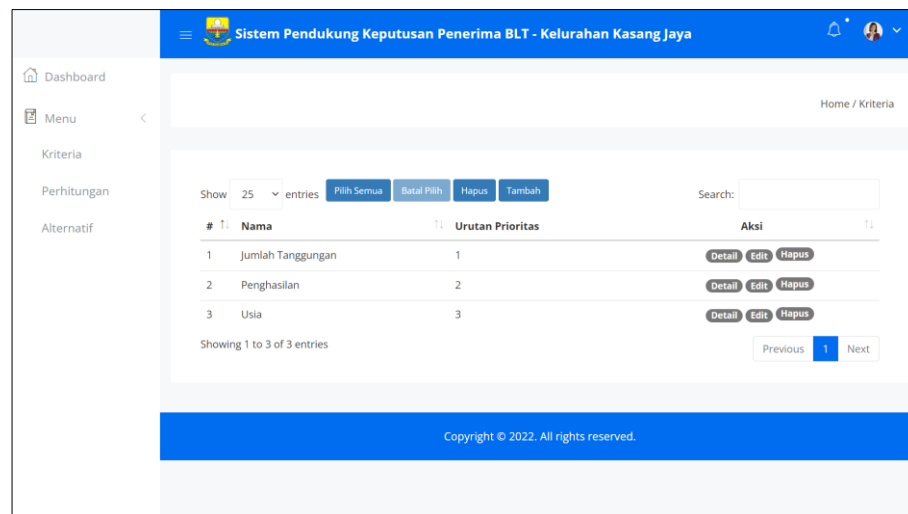 Sistem Pendukung Keputusan Penerima BLT - Kelurahan Kasang Jaya
Dashboard
Menu
Kriteria
Perhitungan
Alternatif
Home / Kriteria
Show 25 entries Pilih Semua Batal Pilih Hapus Tambah Search:
# Nama Urutan Prioritas Aksi
1 Jumlah Tanggungan 1 Detail Edit Hapus
2 Penghasilan 2 Detail Edit Hapus
3 Usia 3 Detail Edit Hapus
Showing 1 to 3 of 3 entries Previous 1 Next
Copyright © 2022. All rights reserved.